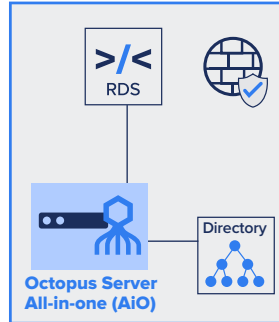 >/<
RDS
Directory
Octopus Server
All-in-one (AiO)